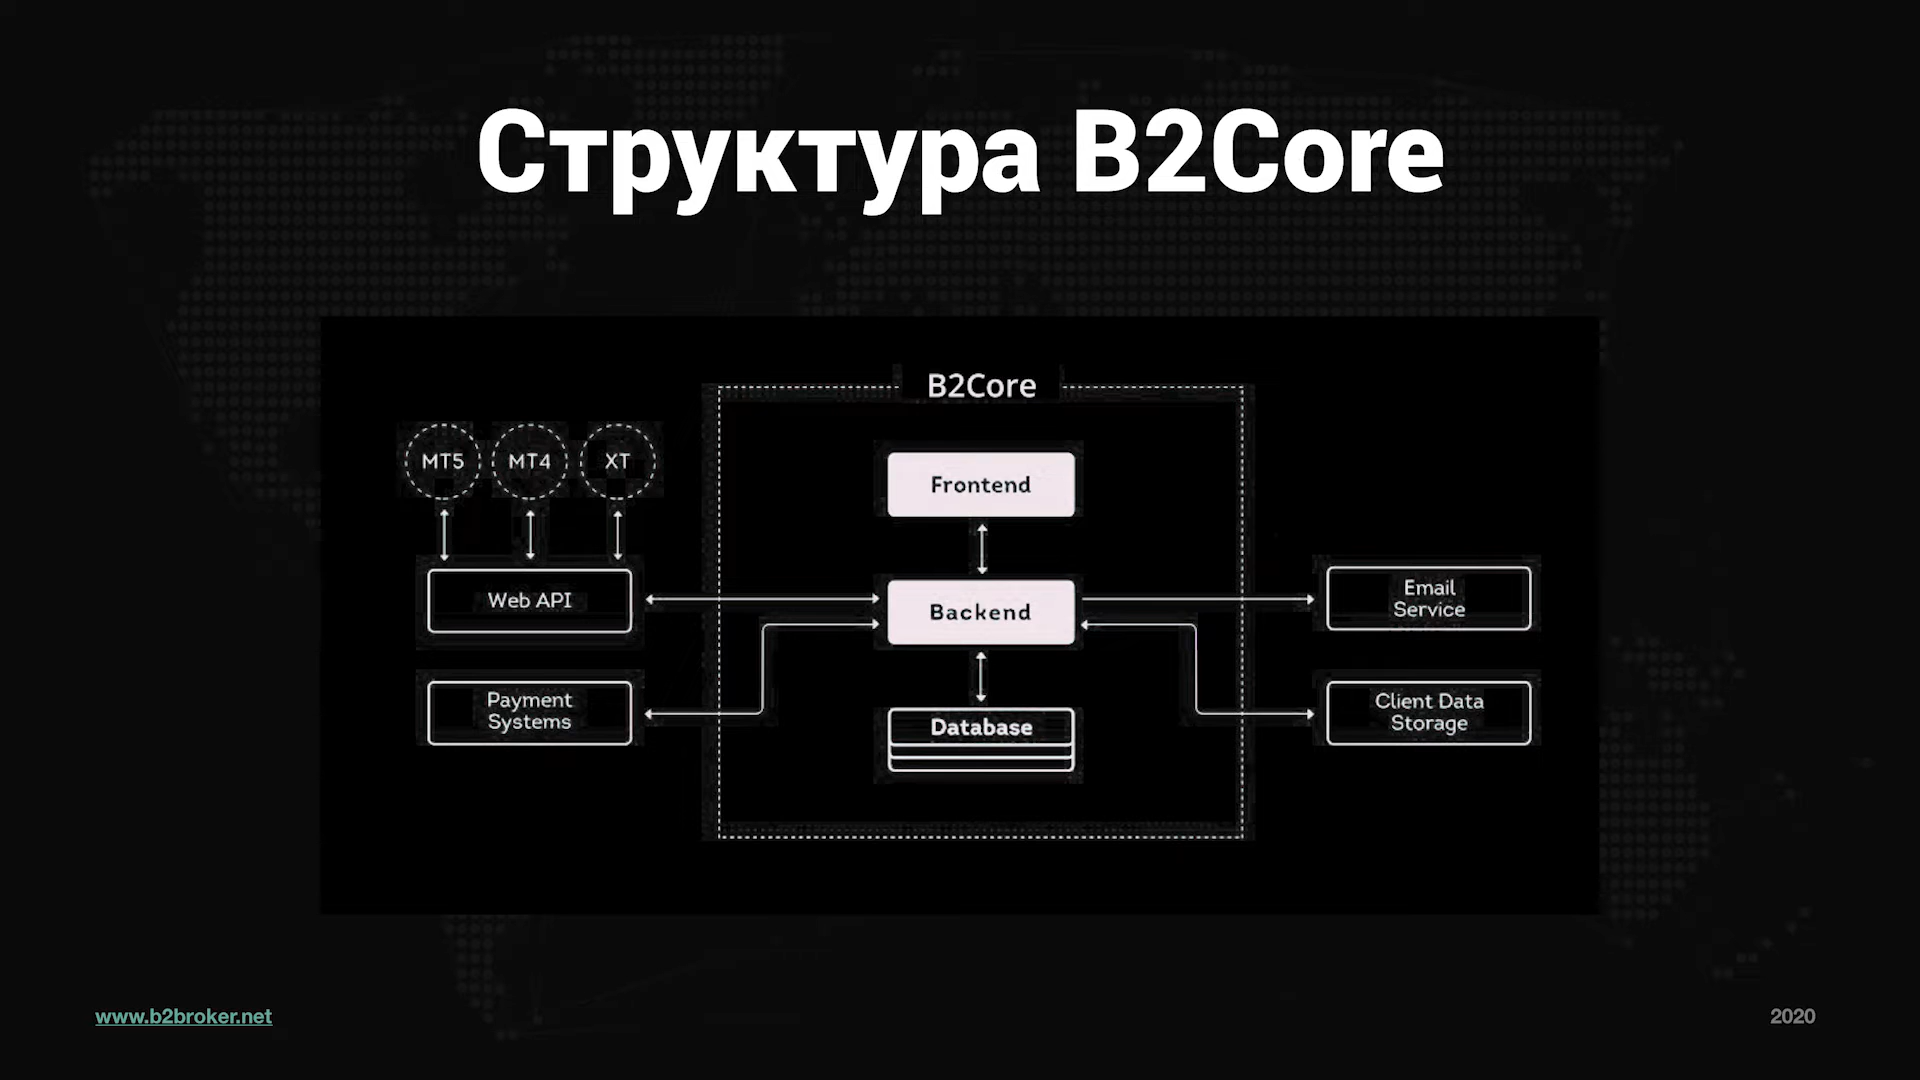 Структура B2Core
B2Core
MT5
MT4
XT
Frontend
Web API
Backend
Email
Service
Payment
Systems
Database
Client Data
Storage
www.b2broker.net
2020